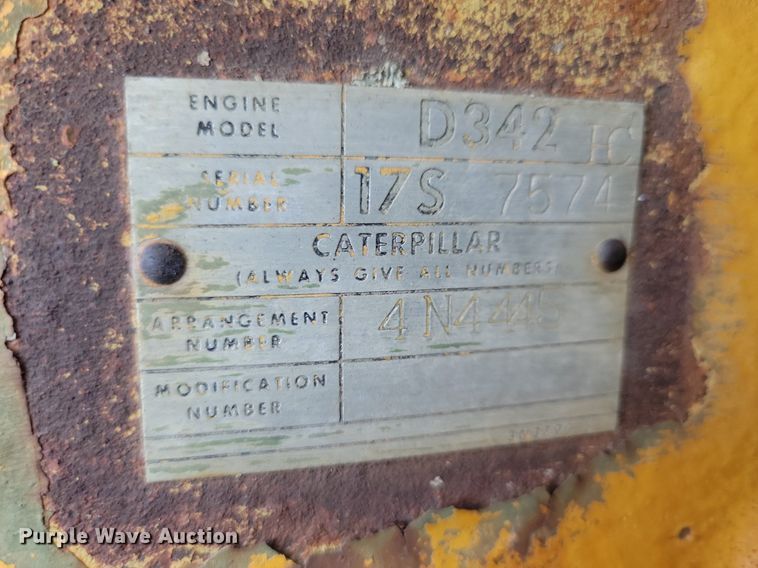 ENGINE MODEL D342 
SERIAL NUMBER 17S 7574
CATERPILLAR
(ALWAYS GIVE ALL NUMBERS)
ARRANGEMENT NUMBER 4N4445
MODIFICATION NUMBER
Purple Wave Auction